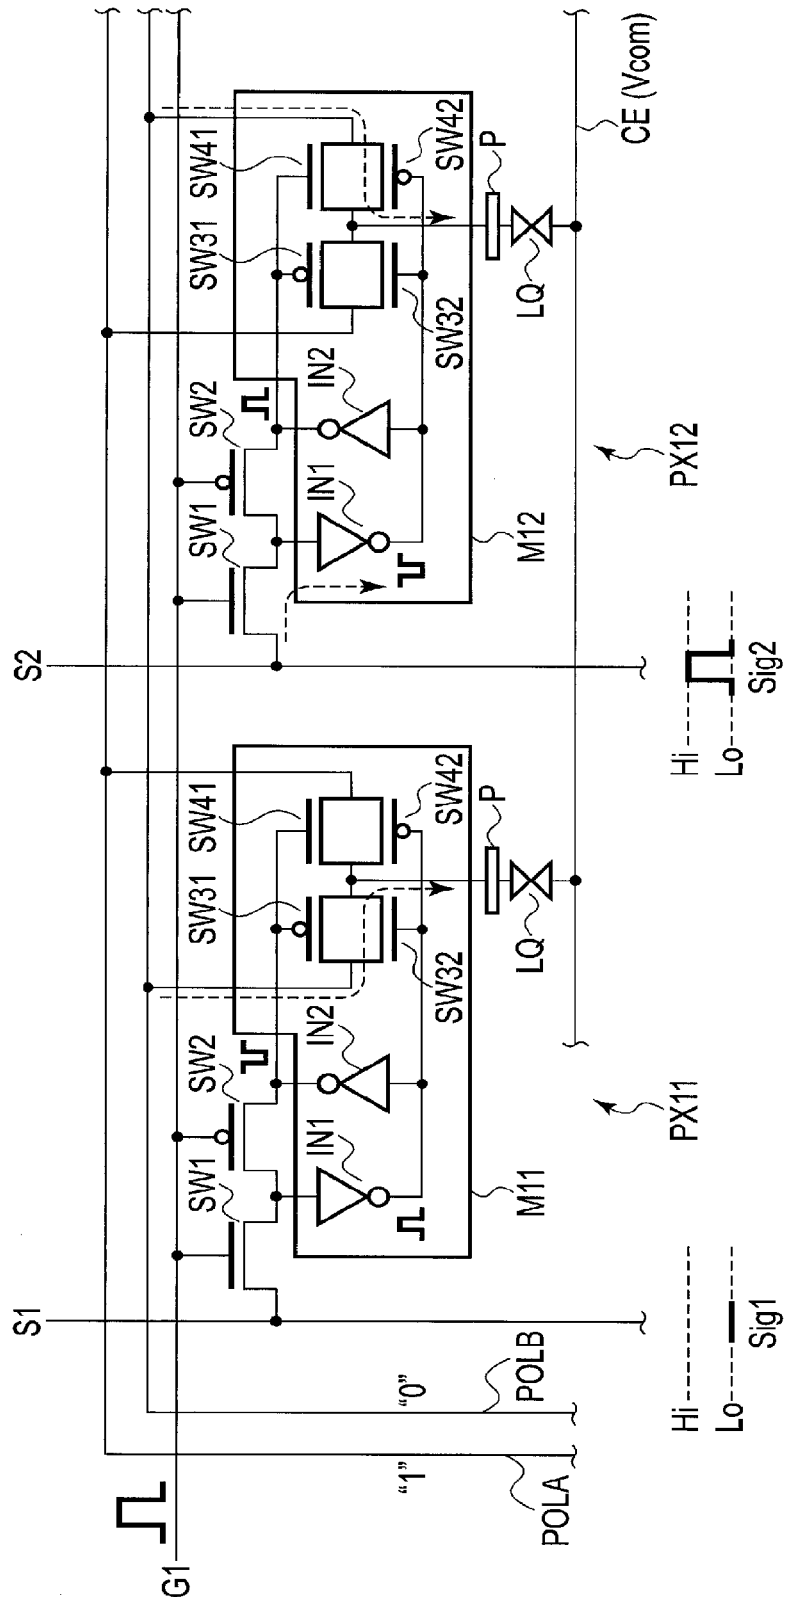 G1
POLA
POLB
"1"
"0"
S1
SW1
SW2
SW31
SW41
IN1
IN2
SW32
SW42
M11
P
LQ
PX11
Hi
Lo
Sig1
S2
SW1
SW2
SW31
SW41
IN1
IN2
SW32
SW42
M12
P
LQ
PX12
CE (Vcom)
Hi
Lo
Sig2